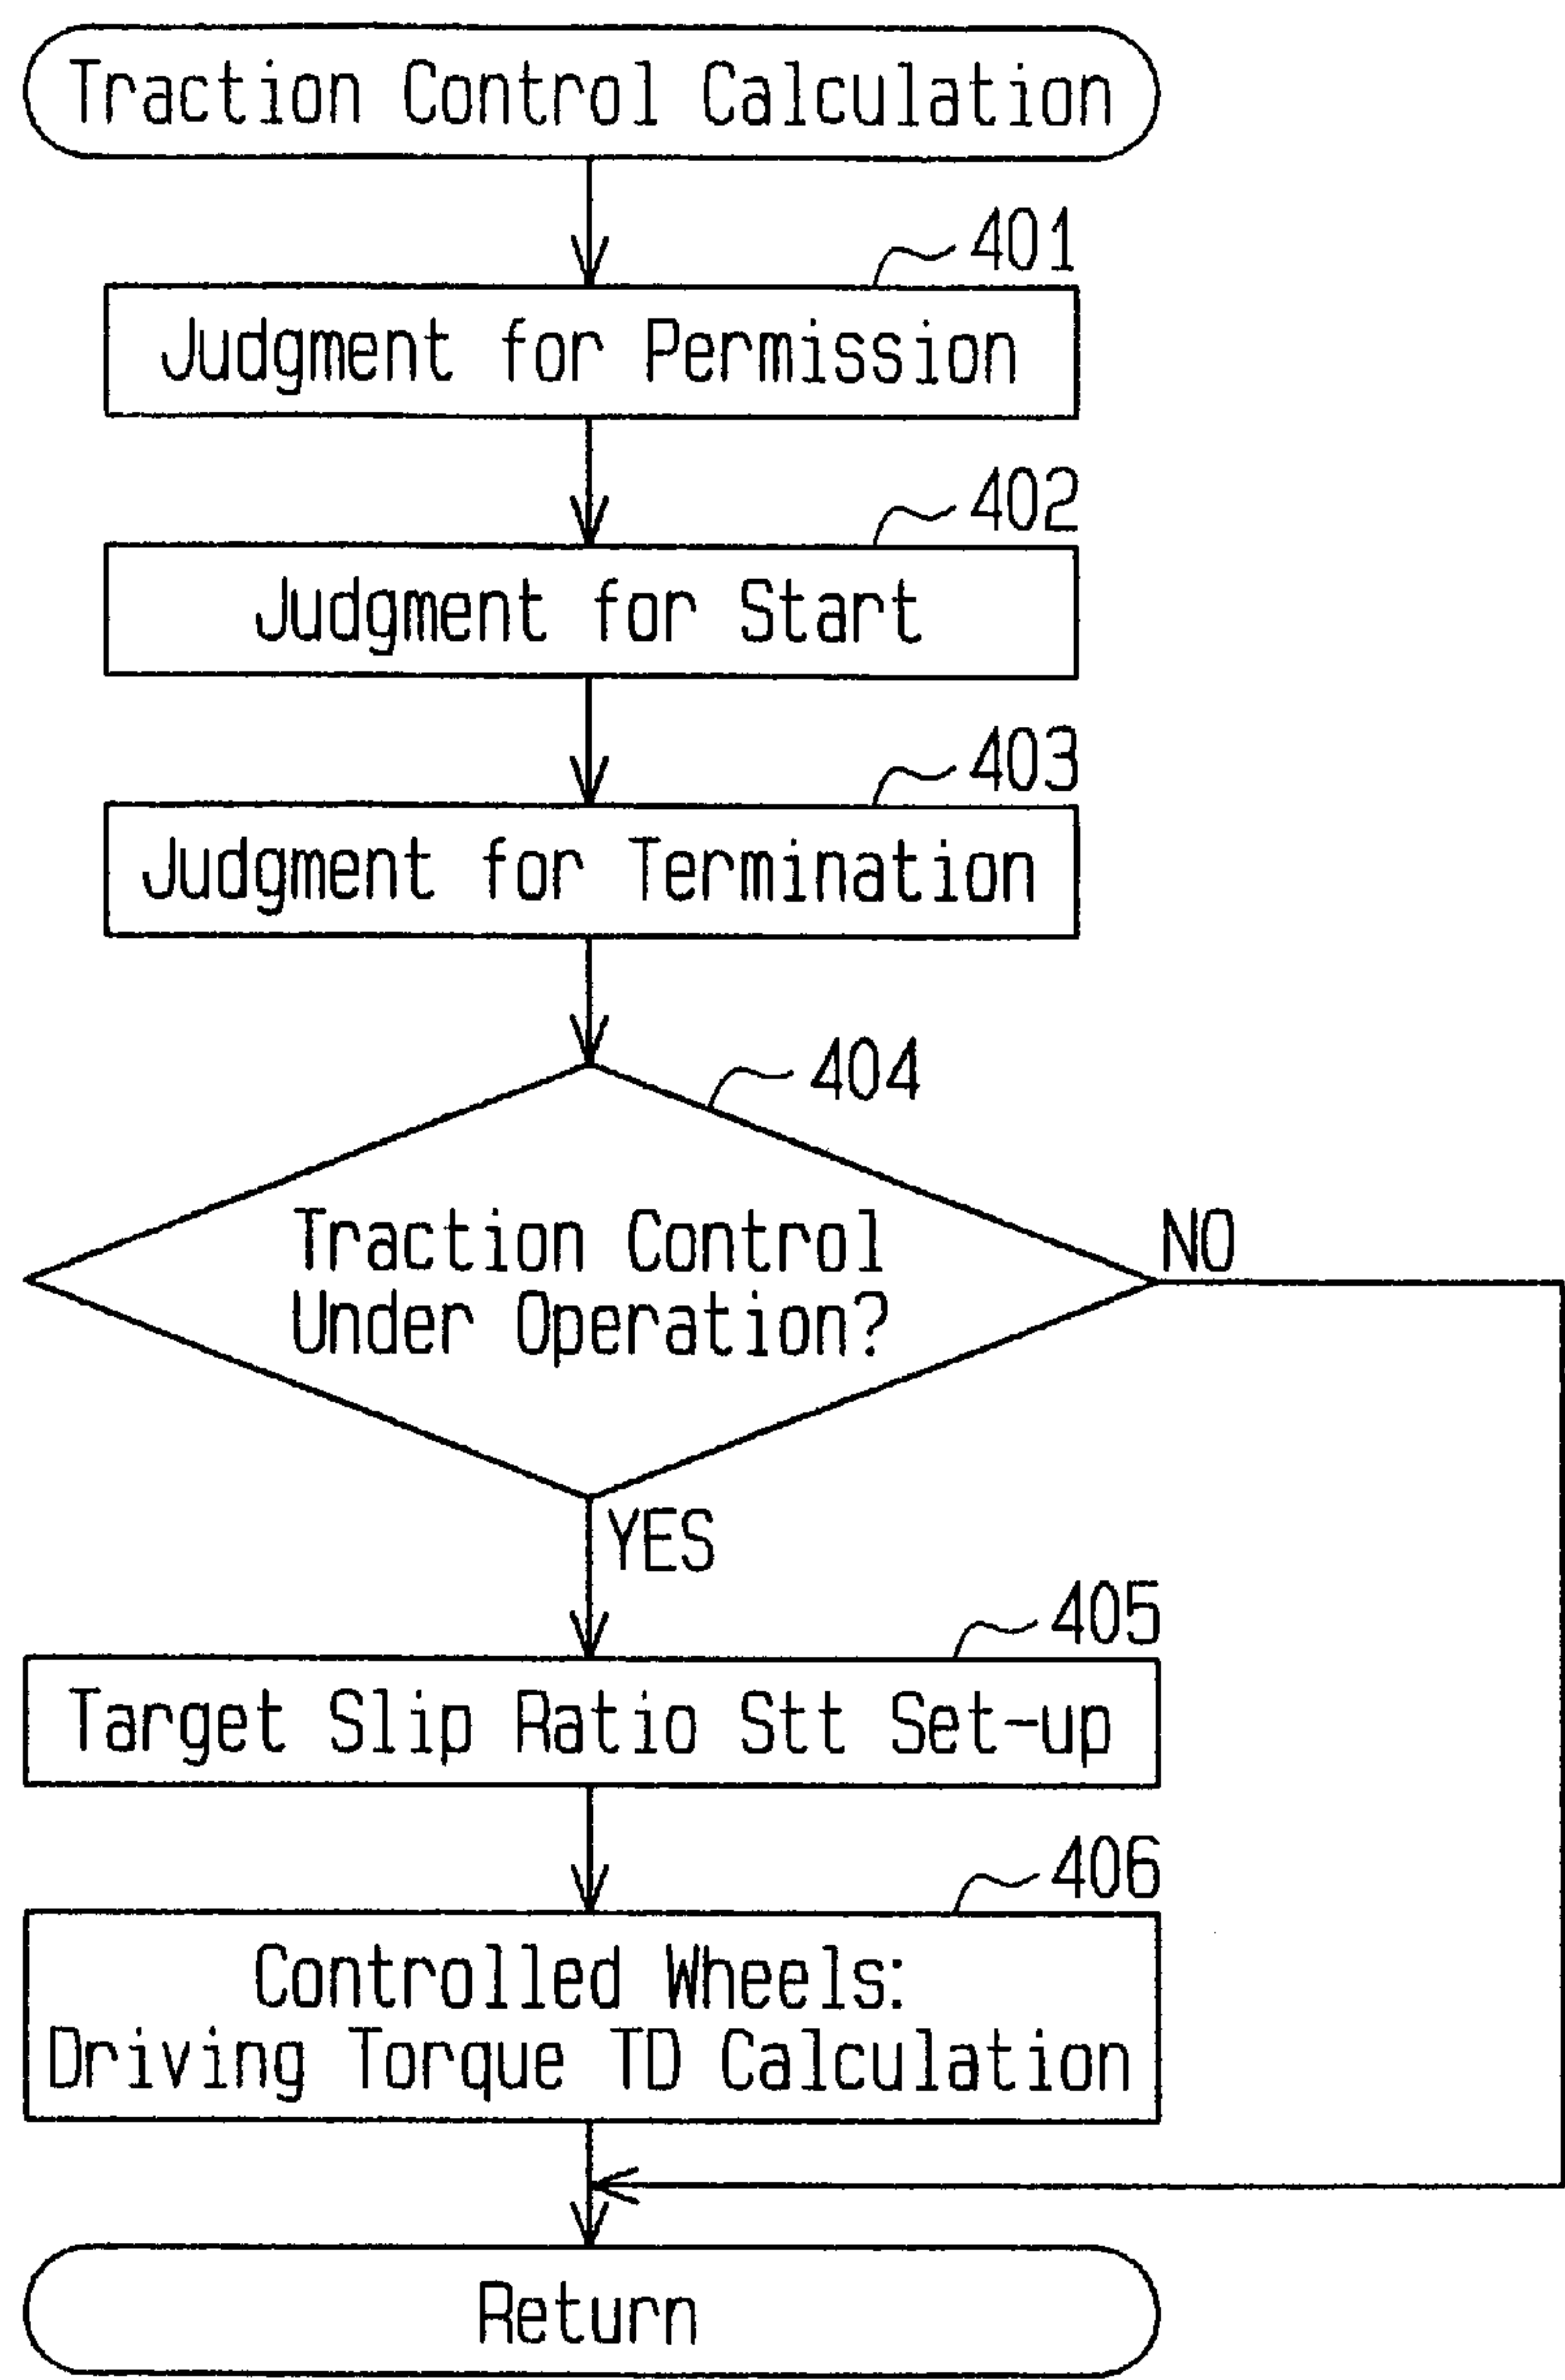 Traction Control Calculation
401
Judgment for Permission
402
Judgment for Start
403
Judgment for Termination
404
Traction Control
Under Operation?
NO
YES
405
Target Slip Ratio Stt Set-up
406
Controlled Wheels:
Driving Torque TD Calculation
Return